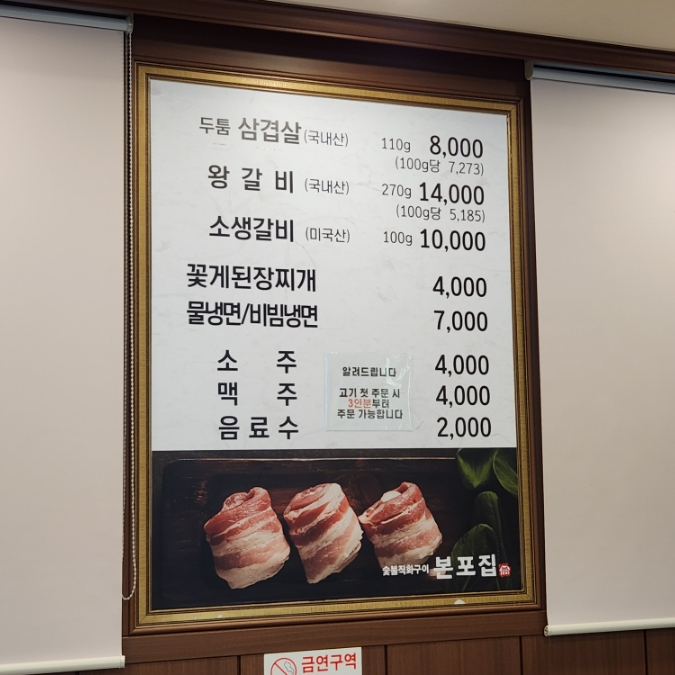 두툼 삼겹살 (국내산) 110g 8,000
(100g당 7,273)
왕 갈 비 (국내산) 270g 14,000
(100g당 5,185)
소생갈비 (미국산) 100g 10,000
꽃게된장찌개 4,000
물냉면/비빔냉면 7,000
소 주 4,000
맥 주 4,000
음료수 2,000
알려드립니다
고기 첫 주문 시
3인분부터
주문 가능합니다
숯불직화구이 본포집
금연구역